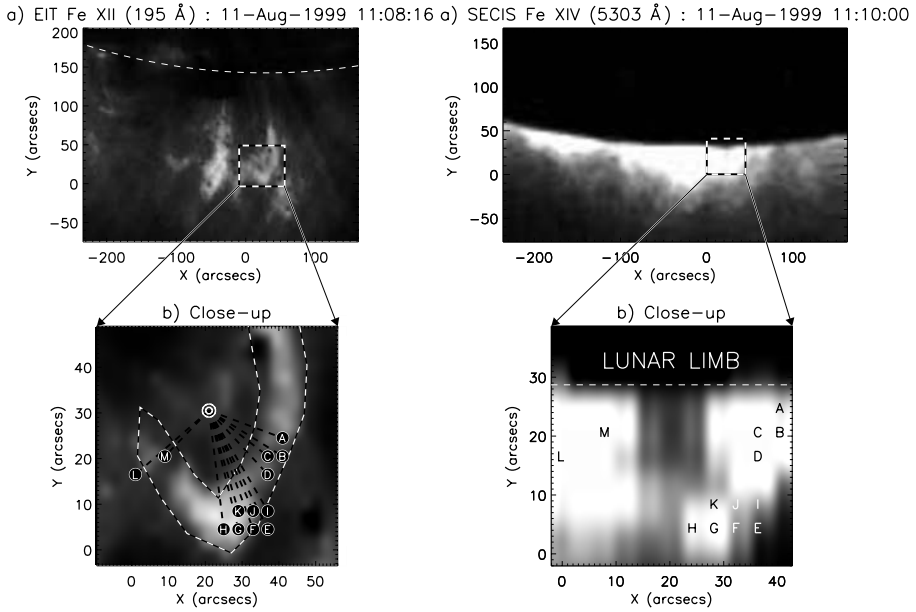 a) EIT Fe XII (195 Å) : 11-Aug-1999 11:08:16
a) SECIS Fe XIV (5303 Å) : 11-Aug-1999 11:10:00
200
150
100
50
0
-50
Y (arcsecs)
-200 -100 0 100
X (arcsecs)
150
100
50
0
-50
Y (arcsecs)
-200 -100 0 100
X (arcsecs)
b) Close-up
40
30
20
10
0
Y (arcsecs)
A
C B
M
L D
K J I
H G F E
0 10 20 30 40 50
X (arcsecs)
b) Close-up
LUNAR LIMB
30
20
10
0
Y (arcsecs)
A
M C B
L D
K J I
H G F E
0 10 20 30 40
X (arcsecs)